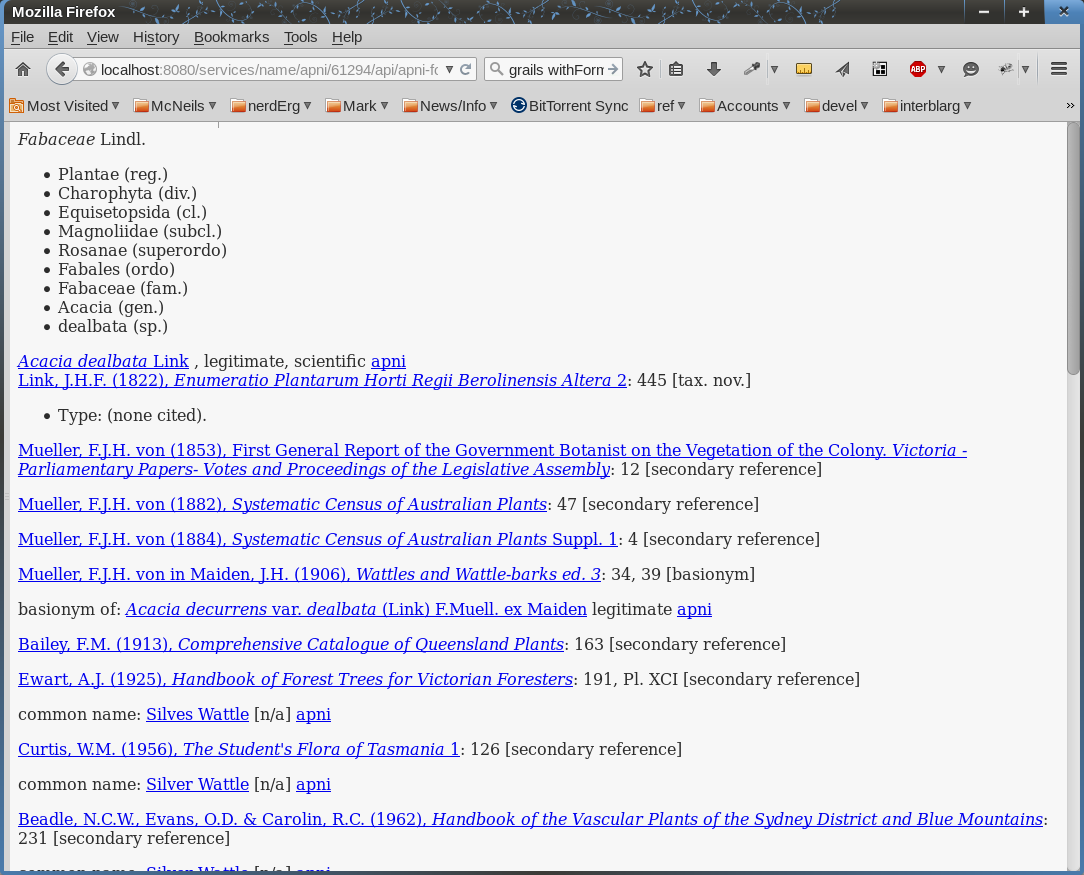 Mozilla Firefox
File Edit View History Bookmarks Tools Help
localhost:8080/services/name/apni/61294/api/apni-fo grails withForm ABP
Most Visited McNeils nerdErg Mark News/Info BitTorrent Sync ref Accounts devel interblarg »
Fabaceae Lindl.
• Plantae (reg.)
• Charophyta (div.)
• Equisetopsida (cl.)
• Magnoliidae (subcl.)
• Rosanae (superordo)
• Fabales (ordo)
• Fabaceae (fam.)
• Acacia (gen.)
• dealbata (sp.)
Acacia dealbata Link , legitimate, scientific apni
Link, J.H.F. (1822), Enumeratio Plantarum Horti Regii Berolinensis Altera 2: 445 [tax. nov.]
• Type: (none cited).
Mueller, F.J.H. von (1853), First General Report of the Government Botanist on the Vegetation of the Colony. Victoria -
Parliamentary Papers- Votes and Proceedings of the Legislative Assembly: 12 [secondary reference]
Mueller, F.J.H. von (1882), Systematic Census of Australian Plants: 47 [secondary reference]
Mueller, F.J.H. von (1884), Systematic Census of Australian Plants Suppl. 1: 4 [secondary reference]
Mueller, F.J.H. von in Maiden, J.H. (1906), Wattles and Wattle-barks ed. 3: 34, 39 [basionym]
basionym of: Acacia decurrens var. dealbata (Link) F.Muell. ex Maiden legitimate apni
Bailey, F.M. (1913), Comprehensive Catalogue of Queensland Plants: 163 [secondary reference]
Ewart, A.J. (1925), Handbook of Forest Trees for Victorian Foresters: 191, Pl. XCI [secondary reference]
common name: Silves Wattle [n/a] apni
Curtis, W.M. (1956), The Student's Flora of Tasmania 1: 126 [secondary reference]
common name: Silver Wattle [n/a] apni
Beadle, N.C.W., Evans, O.D. & Carolin, R.C. (1962), Handbook of the Vascular Plants of the Sydney District and Blue Mountains:
231 [secondary reference]
common name: Silver Wattle [n/a] apni